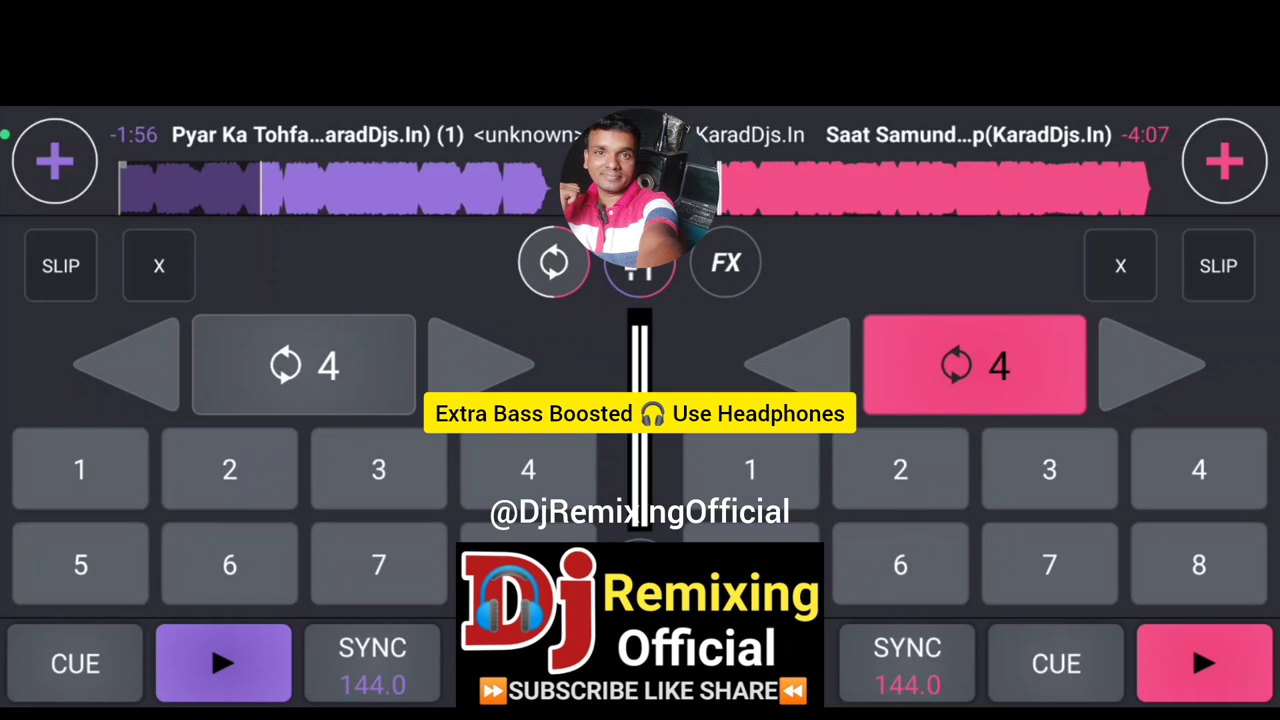 -1:56 Pyar Ka Tohfa...aradDjs.In) (1) <unknown>
KaradDjs.In Saat Samund...p(KaradDjs.In) -4:07
SLIP X FX X SLIP
4 4
Extra Bass Boosted 🎧 Use Headphones
1 2 3 4 1 2 3 4
@DjRemixingOfficial
5 6 7 6 7 8
Dj Remixing
Official
⏩SUBSCRIBE LIKE SHARE⏪
CUE SYNC
144.0
SYNC CUE
144.0